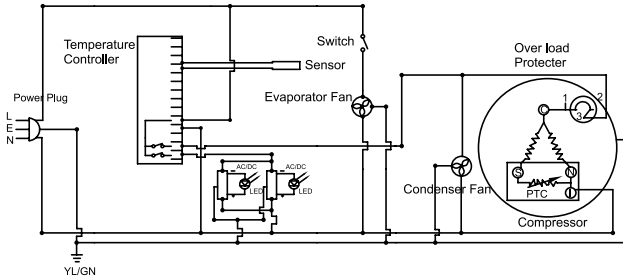 Temperature
Controller
Switch
Over load
Protecter
Sensor
Evaporator Fan
Power Plug
L
E
N
1
2
3
C
AC/DC
LED
AC/DC
LED
Condenser Fan
S
N
PTC
Compressor
YL/GN